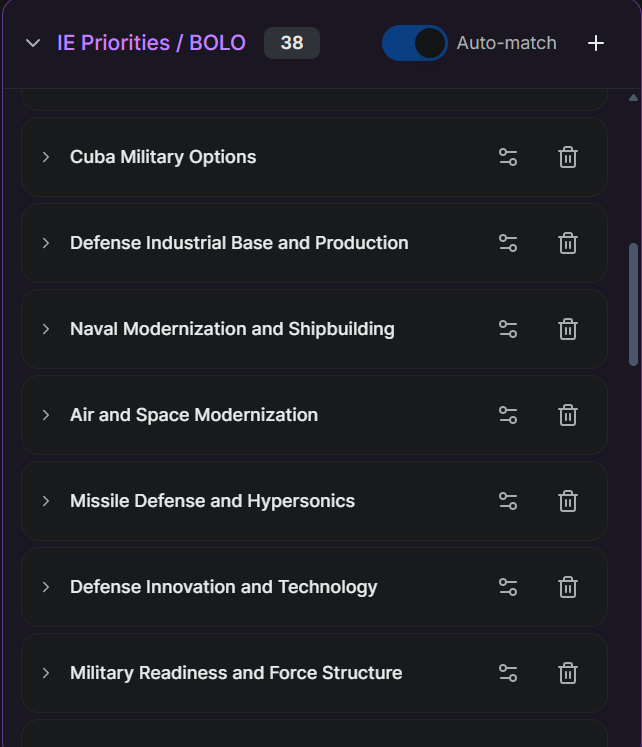 IE Priorities / BOLO 38 Auto-match
Cuba Military Options
Defense Industrial Base and Production
Naval Modernization and Shipbuilding
Air and Space Modernization
Missile Defense and Hypersonics
Defense Innovation and Technology
Military Readiness and Force Structure